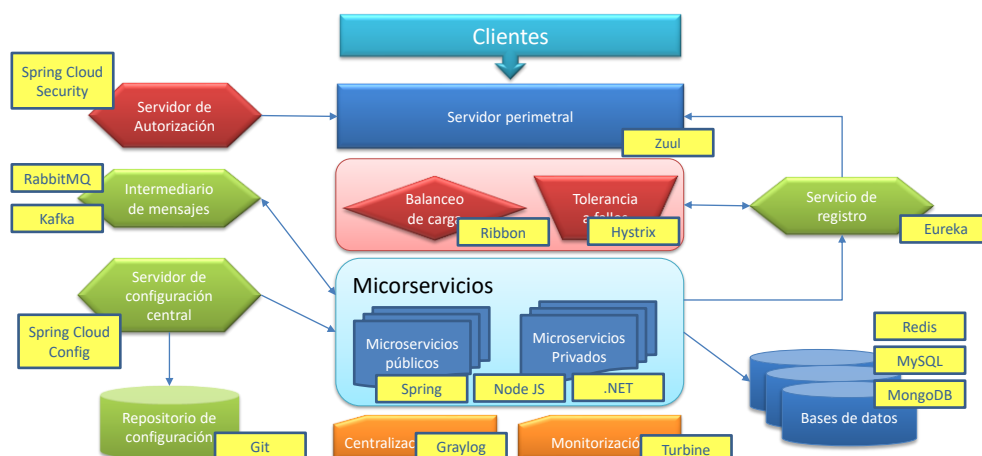 Clientes
Spring Cloud
Security
Servidor de
Autorización
Servidor perimetral
Zuul
RabbitMQ
Intermediario
de mensajes
Kafka
Balanceo
de carga
Ribbon
Tolerancia
a fallos
Hystrix
Servicio de
registro
Eureka
Servidor de
configuración
central
Spring Cloud
Config
Micorservicios
Microservicios
públicos
Microservicios
Privados
Spring
Node JS
.NET
Redis
MySQL
MongoDB
Bases de datos
Repositorio de
configuración
Git
Centralizac
Graylog
Monitorización
Turbine